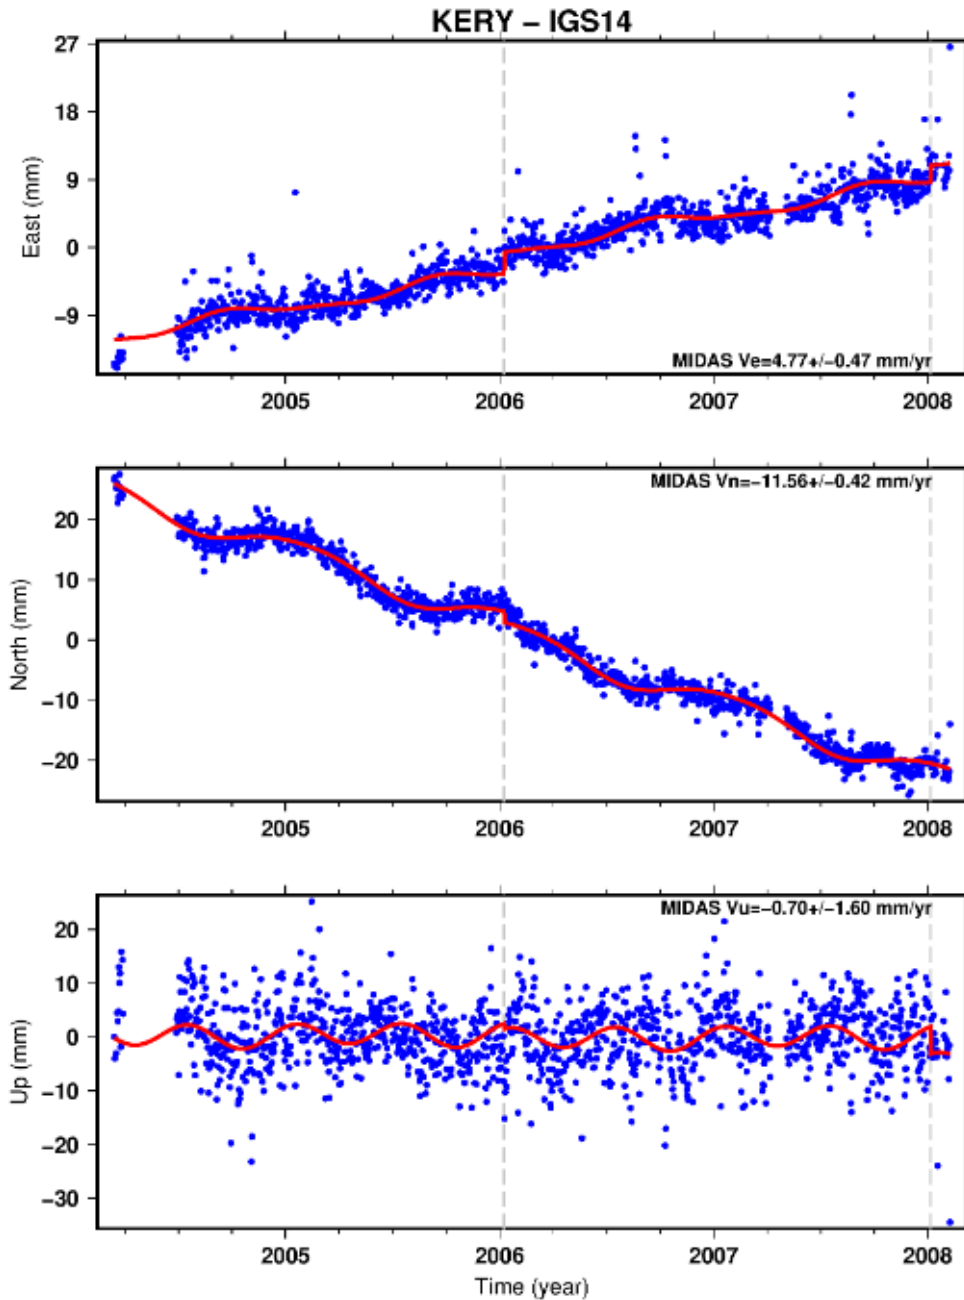 KERY – IGS14
27
18
9
0
−9
East (mm)
MIDAS Ve=4.77+/−0.47 mm/yr
2005 2006 2007 2008
MIDAS Vn=−11.56+/−0.42 mm/yr
20
10
0
−10
−20
North (mm)
2005 2006 2007 2008
MIDAS Vu=−0.70+/−1.60 mm/yr
20
10
0
−10
−20
−30
Up (mm)
2005 2006 2007 2008
Time (year)